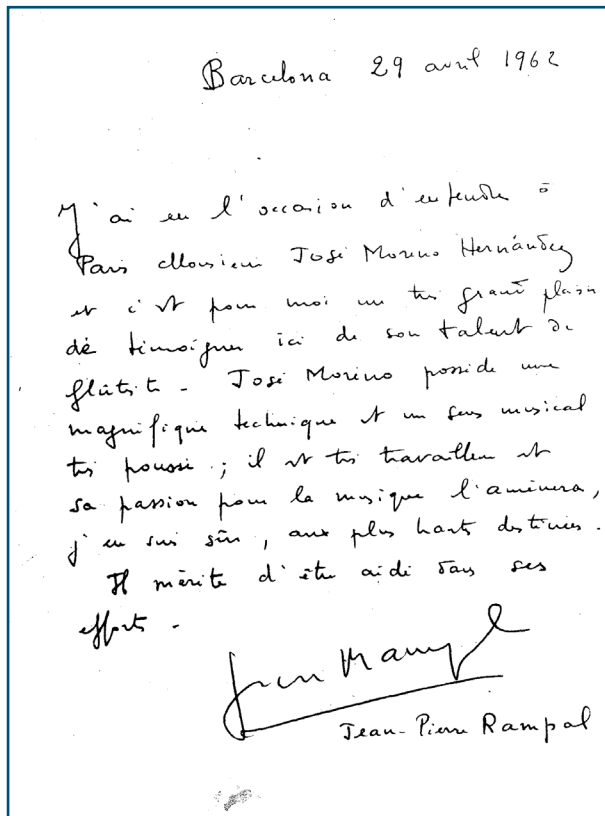 Barcelona 29 avril 1962
J'ai eu l'occasion d'entendre à
Paris Monsieur José Moreno Hernández
et c'est pour moi un très grand plaisir
de témoigner ici de son talent de
flûtiste - José Moreno possède une
magnifique technique et un sens musical
très poussé ; il est très travailleur et
sa passion pour la musique l'amènera,
j'en suis sûr, aux plus hauts destinées.
Il mérite d'être aidé dans ses
efforts -
Jean-Pierre Rampal